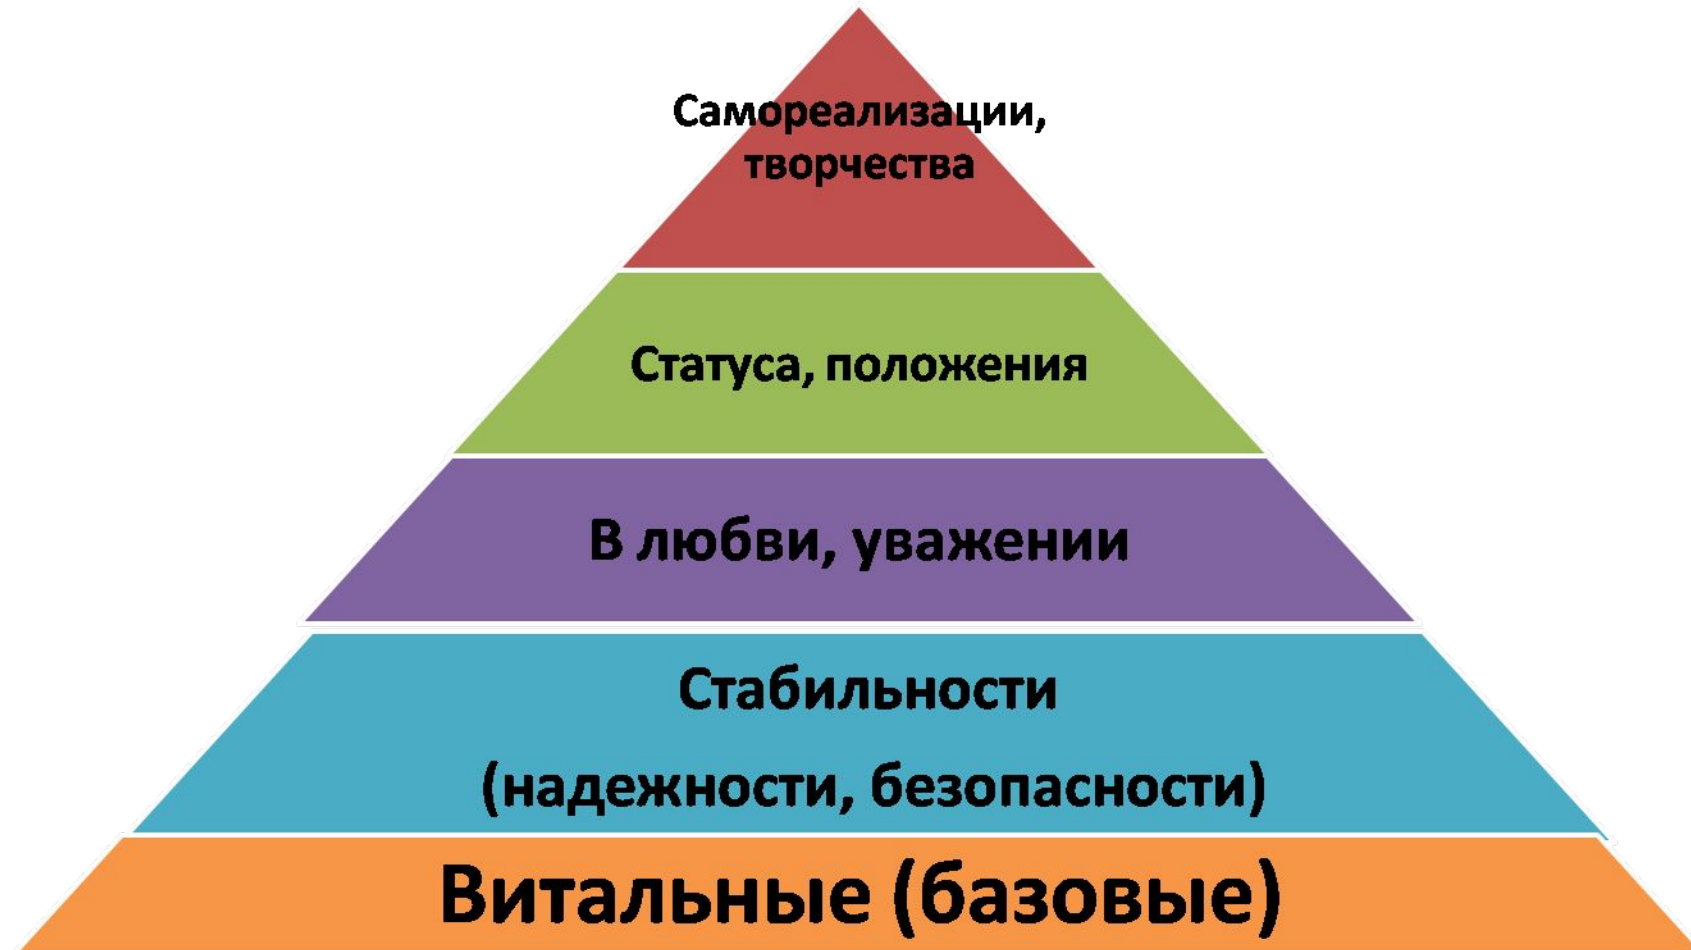 Самореализации,
творчества
Статуса, положения
В любви, уважении
Стабильности
(надежности, безопасности)
Витальные (базовые)